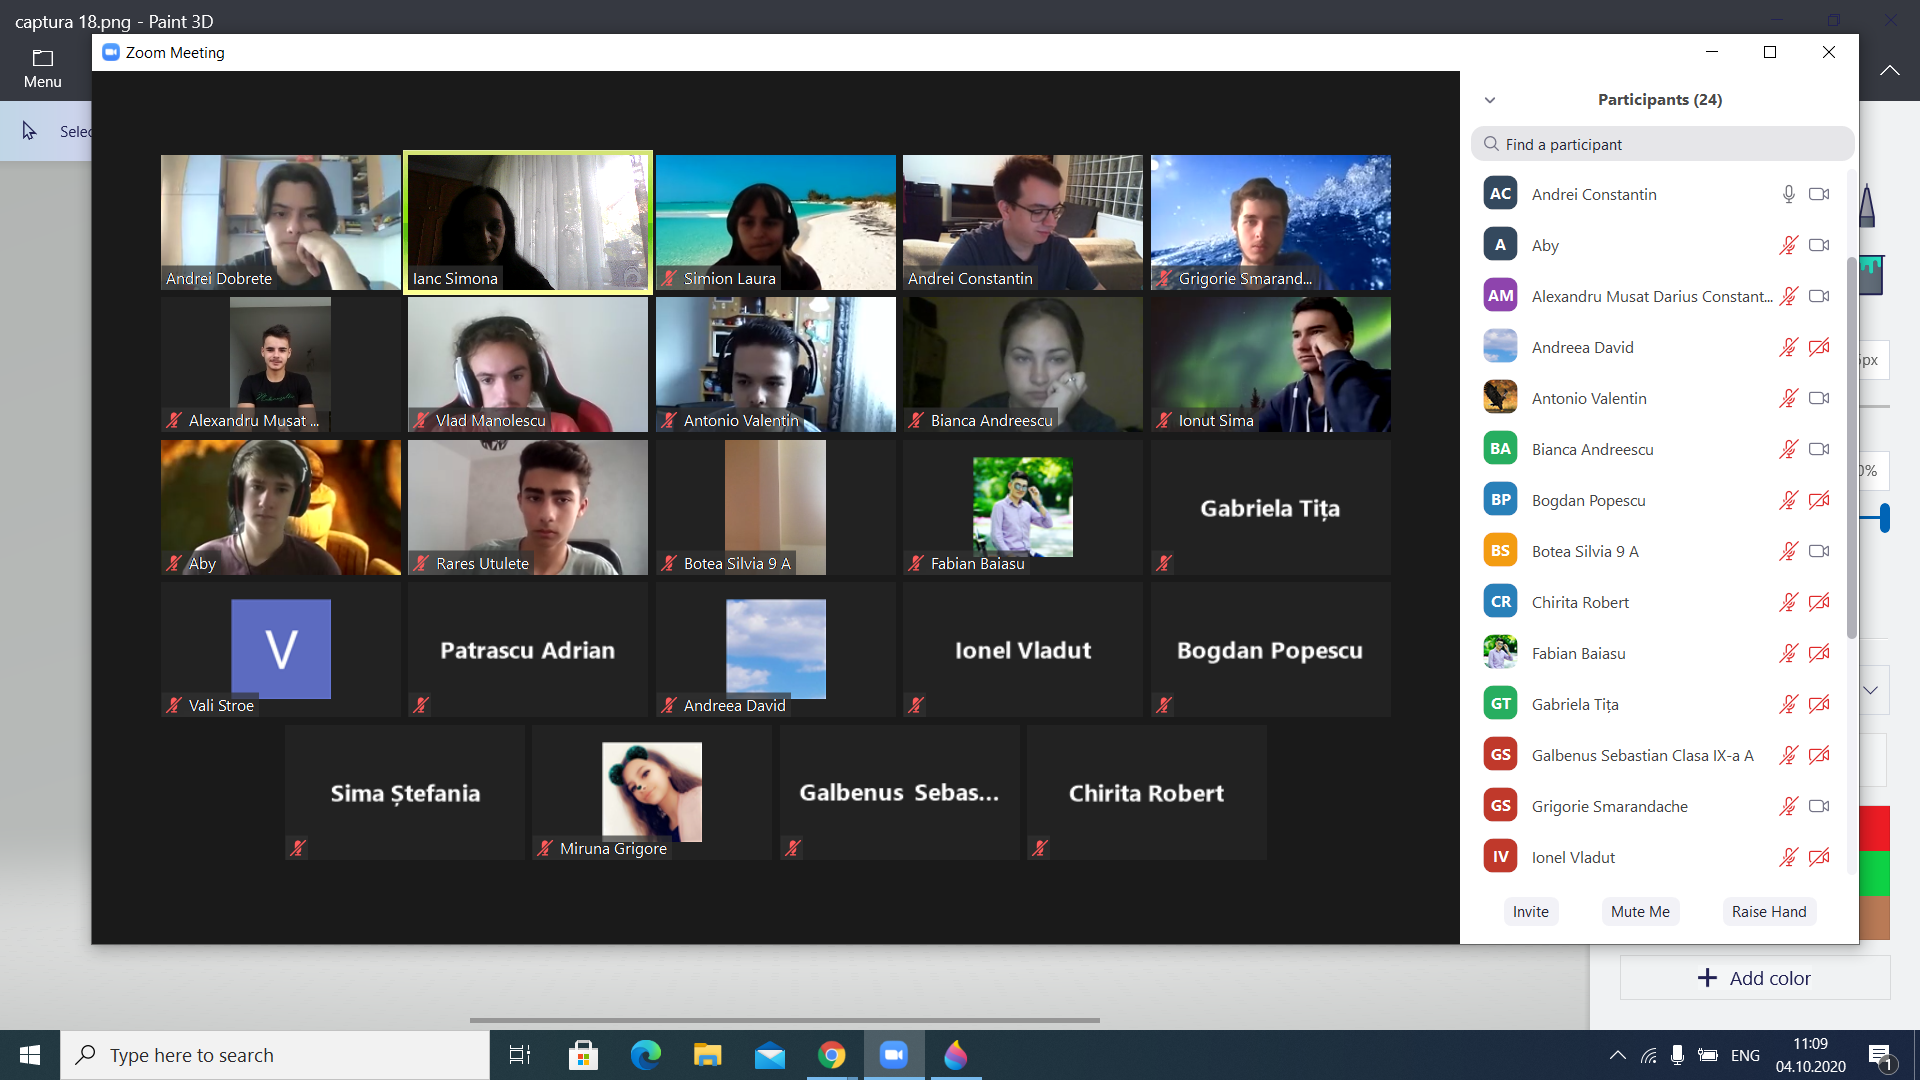 captura 18.png - Paint 3D
Menu
Zoom Meeting
Participants (24)
Find a participant
Andrei Dobrete
Ianc Simona
Simion Laura
Andrei Constantin
Grigorie Smarand...
Alexandru Musat ...
Vlad Manolescu
Antonio Valentin
Bianca Andreescu
Ionut Sima
Aby
Rares Utulete
Botea Silvia 9 A
Fabian Baiasu
Gabriela Tița
V
Vali Stroe
Patrascu Adrian
Andreea David
Ionel Vladut
Bogdan Popescu
Sima Ștefania
Miruna Grigore
Galbenus Sebas...
Chirita Robert
AC Andrei Constantin
A Aby
AM Alexandru Musat Darius Constant...
Andreea David
Antonio Valentin
BA Bianca Andreescu
BP Bogdan Popescu
BS Botea Silvia 9 A
CR Chirita Robert
Fabian Baiasu
GT Gabriela Tița
GS Galbenus Sebastian Clasa IX-a A
GS Grigorie Smarandache
IV Ionel Vladut
Invite Mute Me Raise Hand
Add color
Type here to search
ENG
11:09
04.10.2020
1